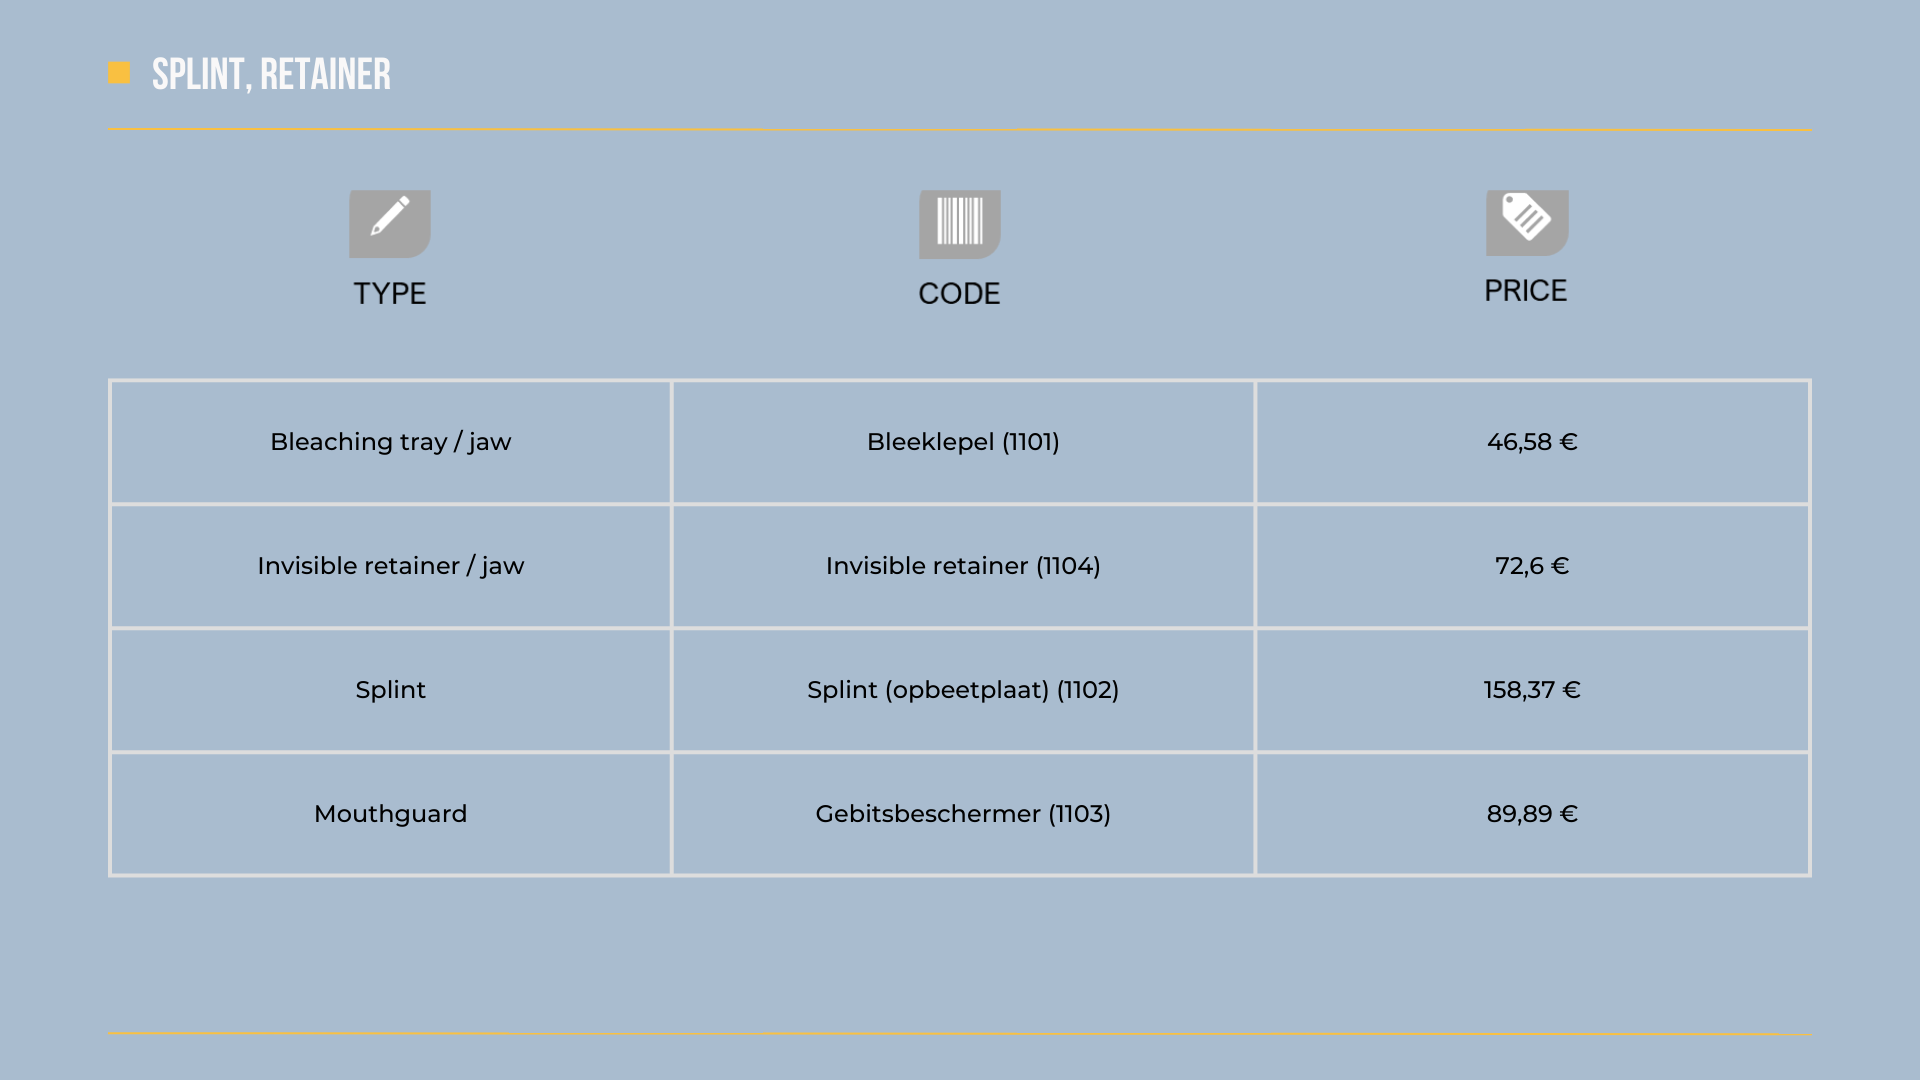 SPLINT, RETAINER
TYPE CODE PRICE
Bleaching tray / jaw Bleeklepel (1101) 46,58 €
Invisible retainer / jaw Invisible retainer (1104) 72,6 €
Splint Splint (opbeetplaat) (1102) 158,37 €
Mouthguard Gebitsbeschermer (1103) 89,89 €